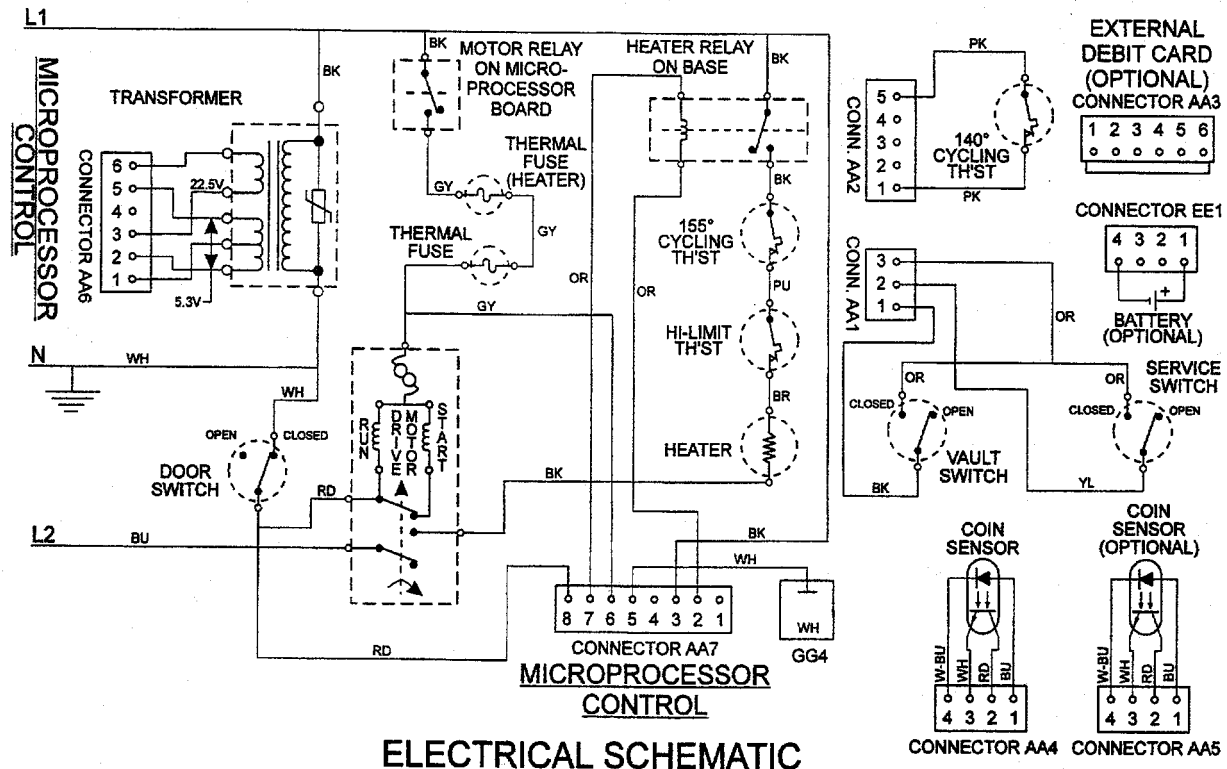 L1
MICROPROCESSOR
CONTROL
TRANSFORMER
CONNECTOR AA6
6
5
4
3
2
1
22.5V
5.3V
BK
BK
MOTOR RELAY
ON MICRO-
PROCESSOR
BOARD
THERMAL
FUSE
(HEATER)
GY
GY
THERMAL
FUSE
GY
HEATER RELAY
ON BASE
BK
OR
OR
BK
155°
CYCLING
TH'ST
PU
HI-LIMIT
TH'ST
BR
HEATER
N
WH
WH
OPEN
CLOSED
DOOR
SWITCH
RUN
DRIVE
MOTOR
START
RD
BK
L2
BU
RD
BK
WH
8 7 6 5 4 3 2 1
CONNECTOR AA7
MICROPROCESSOR
CONTROL
WH
GG4
CONN. AA2
5
4
3
2
1
PK
140°
CYCLING
TH'ST
PK
EXTERNAL
DEBIT CARD
(OPTIONAL)
CONNECTOR AA3
1 2 3 4 5 6
CONNECTOR EE1
4 3 2 1
+
BATTERY
(OPTIONAL)
CONN. AA1
3
2
1
OR
OR
CLOSED
OPEN
VAULT
SWITCH
BK
SERVICE
SWITCH
OR
CLOSED
OPEN
YL
COIN
SENSOR
W-BU
WH
RD
BU
4 3 2 1
CONNECTOR AA4
COIN
SENSOR
(OPTIONAL)
W-BU
WH
RD
BU
4 3 2 1
CONNECTOR AA5
ELECTRICAL SCHEMATIC